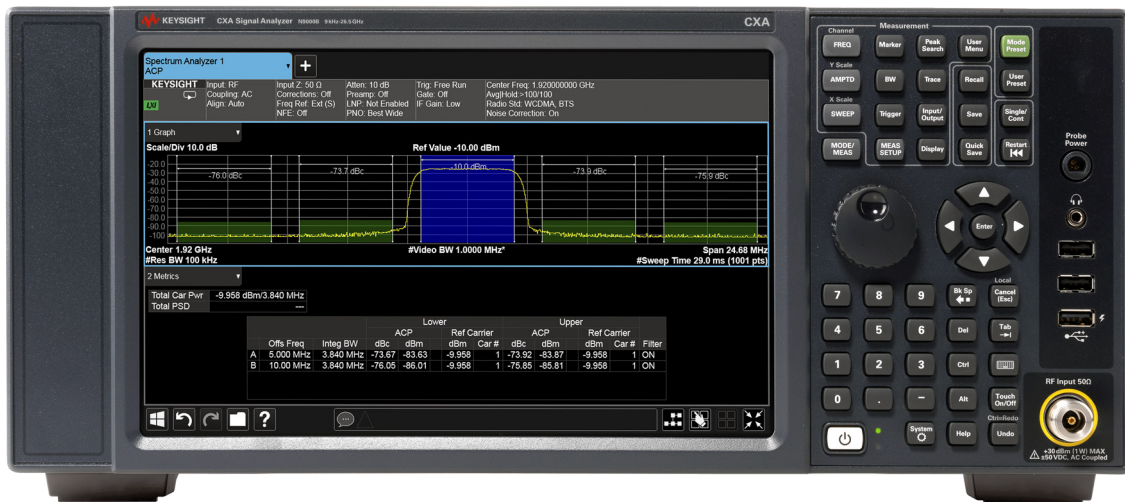 KEYSIGHT CXA Signal Analyzer N9000B 9 kHz-26.5 GHz
CXA
Spectrum Analyzer 1
ACP
+
KEYSIGHT Input: RF Input Z: 50 Ω Atten: 10 dB Trig: Free Run Center Freq: 1.920000000 GHz
Coupling: AC Corrections: Off Preamp: Off Gate: Off Avg|Hold:>100/100
LXI Align: Auto Freq Ref: Ext (S) LNP: Not Enabled IF Gain: Low Radio Std: WCDMA, BTS
NFE: Off PNO: Best Wide Noise Correction: On
1 Graph
Scale/Div 10.0 dB Ref Value -10.00 dBm
-20.0
-30.0
-40.0
-50.0
-60.0
-70.0
-80.0
-90.0
-100
-76.0 dBc -73.7 dBc -10.0 dBm -73.9 dBc -75.9 dBc
Center 1.92 GHz #Video BW 1.0000 MHz* Span 24.68 MHz
#Res BW 100 kHz #Sweep Time 29.0 ms (1001 pts)
2 Metrics
Total Car Pwr -9.958 dBm/3.840 MHz
Total PSD ---
Lower Upper
ACP Ref Carrier ACP Ref Carrier
Offs Freq Integ BW dBc dBm dBm Car # dBc dBm dBm Car # Filter
A 5.000 MHz 3.840 MHz -73.67 -83.63 -9.958 1 -73.92 -83.87 -9.958 1 ON
B 10.00 MHz 3.840 MHz -76.05 -86.01 -9.958 1 -75.85 -85.81 -9.958 1 ON
?
Measurement
Channel
FREQ Marker Peak Search User Menu Mode Preset
Y Scale
AMPTD BW Trace Recall User Preset
X Scale
SWEEP Trigger Input/Output Save Single/Cont
MODE/MEAS MEAS SETUP Display Quick Save Restart
Probe Power
Enter
Local
7 8 9 Bk Sp Cancel (Esc)
4 5 6 Del Tab
1 2 3 Ctrl
0 . - Alt Touch On/Off
Ctrl=Redo
System Help Undo
RF Input 50Ω
+30 dBm (1W) MAX
±50 VDC, AC Coupled